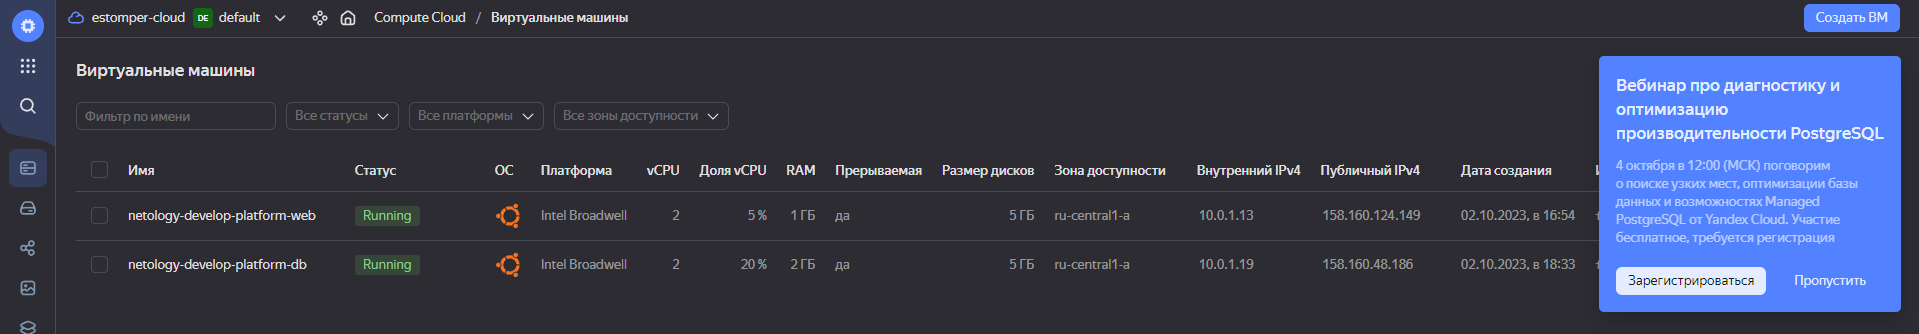 estomper-cloud DE default Compute Cloud / Виртуальные машины Создать ВМ
Виртуальные машины
Фильтр по имени Все статусы Все платформы Все зоны доступности
Имя Статус ОС Платформа vCPU Доля vCPU RAM Прерываемая Размер дисков Зона доступности Внутренний IPv4 Публичный IPv4 Дата создания
netology-develop-platform-web Running Intel Broadwell 2 5 % 1 ГБ да 5 ГБ ru-central1-a 10.0.1.13 158.160.124.149 02.10.2023, в 16:54
netology-develop-platform-db Running Intel Broadwell 2 20 % 2 ГБ да 5 ГБ ru-central1-a 10.0.1.19 158.160.48.186 02.10.2023, в 18:33
Вебинар про диагностику и
оптимизацию
производительности PostgreSQL
4 октября в 12:00 (МСК) поговорим
о поиске узких мест, оптимизации базы
данных и возможностях Managed
PostgreSQL от Yandex Cloud. Участие
бесплатное, требуется регистрация
Зарегистрироваться Пропустить